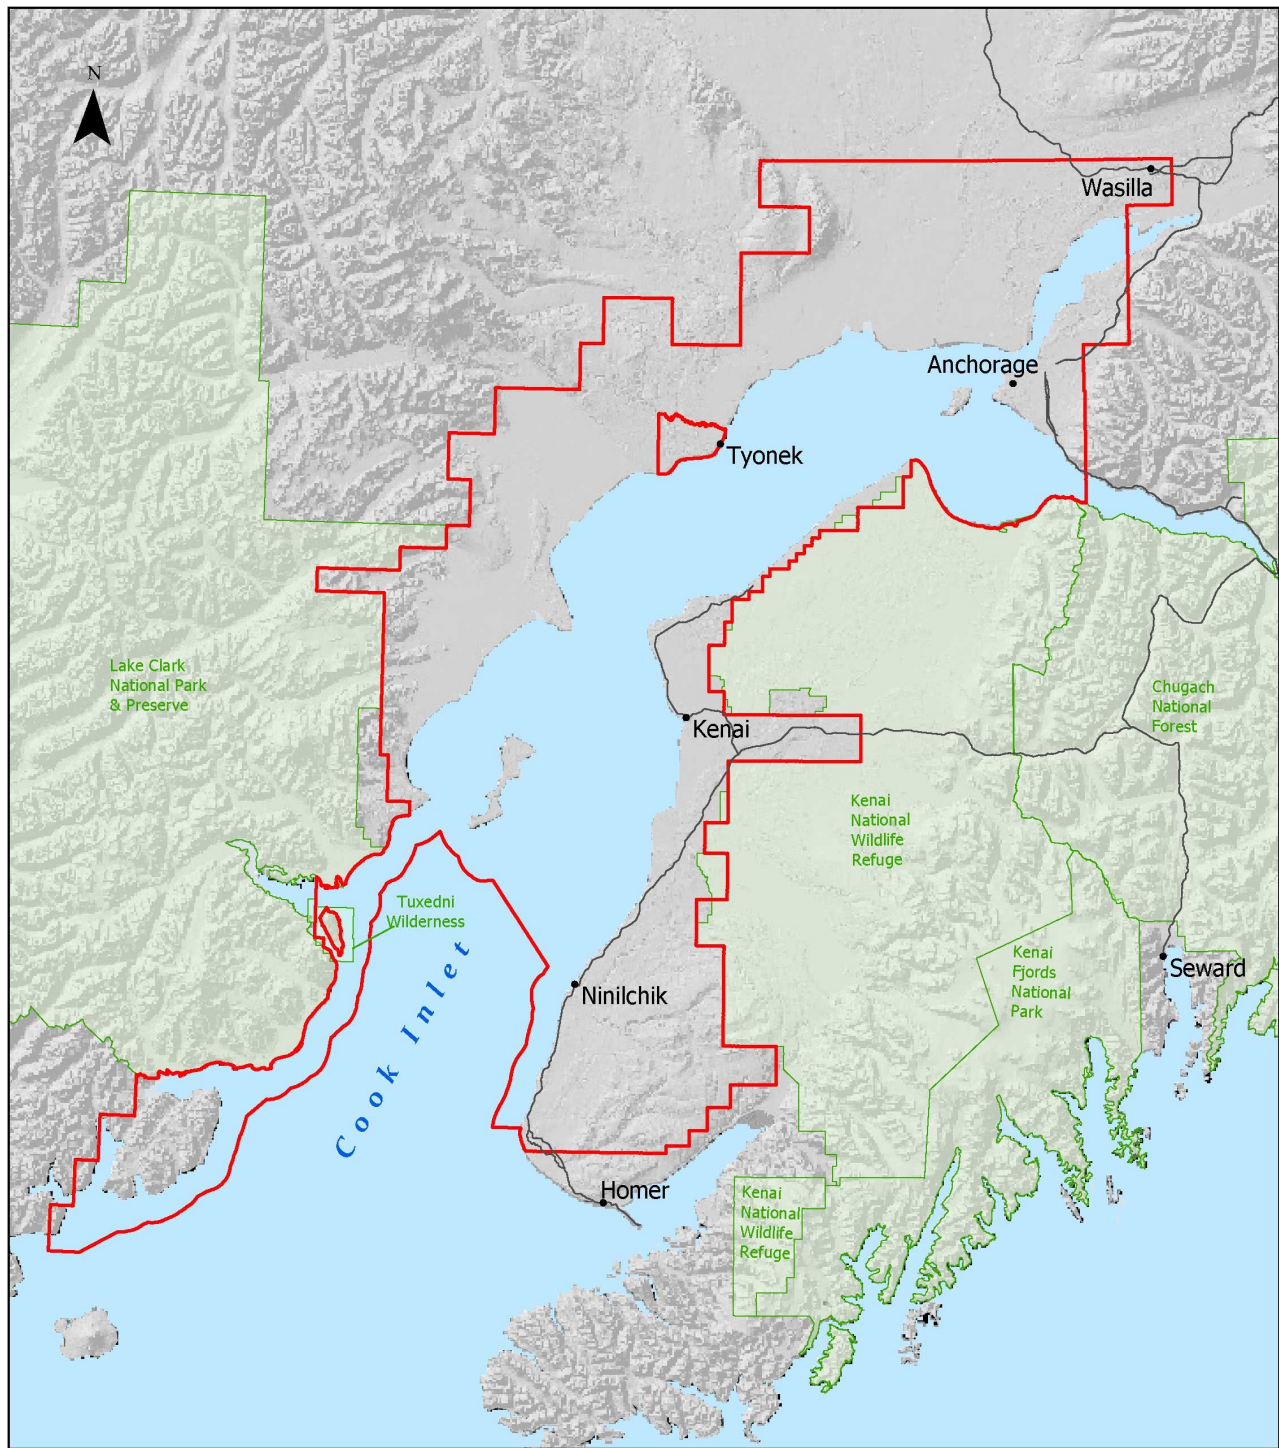 N
Wasilla
Anchorage
Tyonek
Lake Clark
National Park
& Preserve
Chugach
National
Forest
Kenai
Kenai
National
Wildlife
Refuge
Tuxedni
Wilderness
Kenai
Fjords
National
Park
Seward
Ninilchik
Cook Inlet
Homer
Kenai
National
Wildlife
Refuge